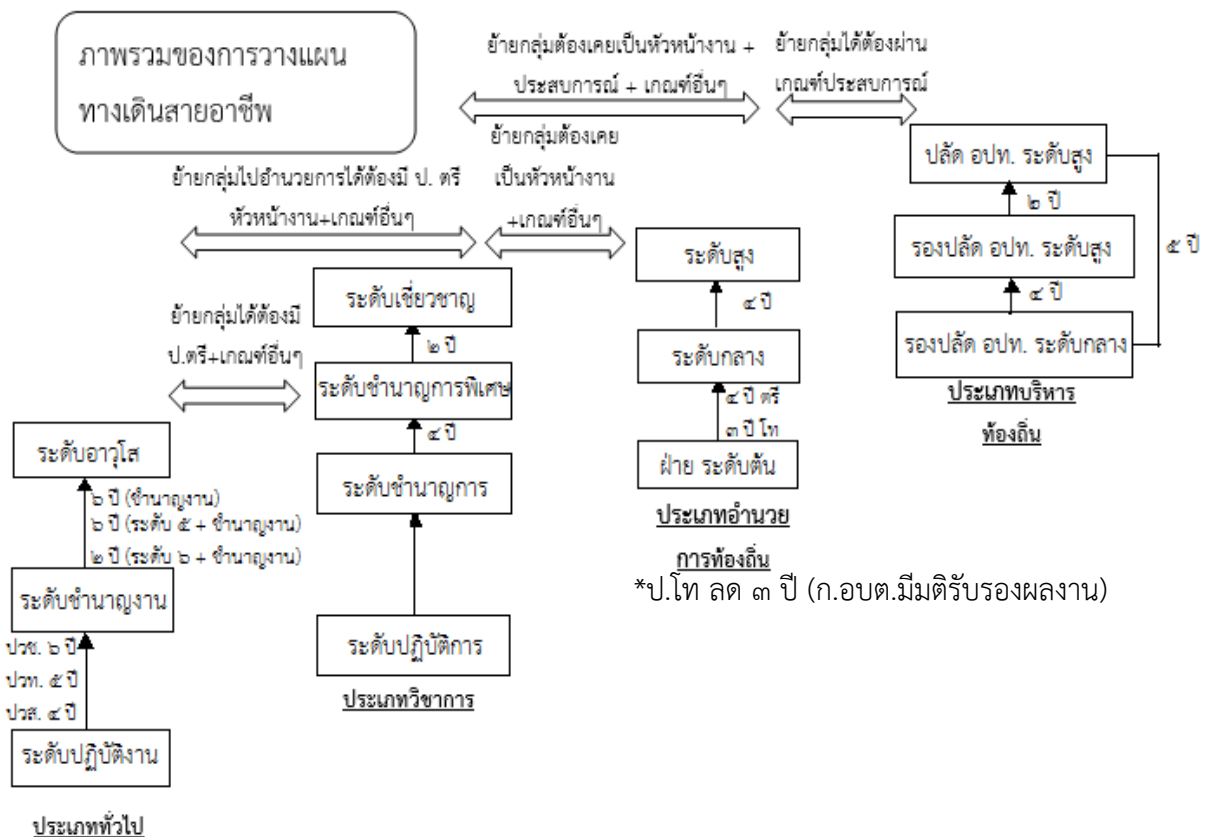 ภาพรวมของการวางแผน
ทางเดินสายอาชีพ
ย้ายกลุ่มต้องเคยเป็นหัวหน้างาน +
ประสบการณ์ + เกณฑ์อื่นๆ
ย้ายกลุ่มได้ต้องผ่าน
เกณฑ์ประสบการณ์
ย้ายกลุ่มไปอำนวยการได้ต้องมี ป. ตรี
หัวหน้างาน+เกณฑ์อื่นๆ
ย้ายกลุ่มต้องเคย
เป็นหัวหน้างาน
+เกณฑ์อื่นๆ
ย้ายกลุ่มได้ต้องมี
ป.ตรี+เกณฑ์อื่นๆ
ระดับอาวุโส
๖ ปี (ชำนาญงาน)
๖ ปี (ระดับ ๕ + ชำนาญงาน)
๒ ปี (ระดับ ๖ + ชำนาญงาน)
ระดับชำนาญงาน
ปวช. ๖ ปี
ปวท. ๕ ปี
ปวส. ๔ ปี
ระดับปฏิบัติงาน
ประเภททั่วไป
ระดับเชี่ยวชาญ
๒ ปี
ระดับชำนาญการพิเศษ
๔ ปี
ระดับชำนาญการ
ระดับปฏิบัติการ
ประเภทวิชาการ
ระดับสูง
๔ ปี
ระดับกลาง
๔ ปี ตรี
๓ ปี โท
ฝ่าย ระดับต้น
ประเภทอำนวย
การท้องถิ่น
ปลัด อปท. ระดับสูง
๒ ปี
รองปลัด อปท. ระดับสูง
๕ ปี
๔ ปี
รองปลัด อปท. ระดับกลาง
ประเภทบริหาร
ท้องถิ่น
*ป.โท ลด ๓ ปี (ก.อบต.มีมติรับรองผลงาน)